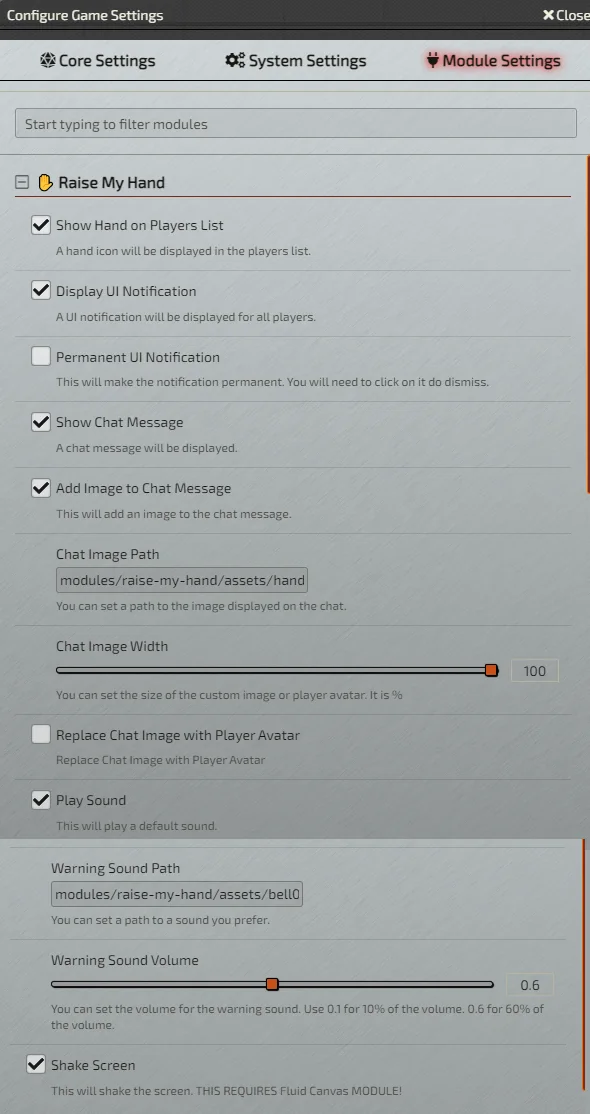 Configure Game Settings
Close
Core Settings
System Settings
Module Settings
Start typing to filter modules
Raise My Hand
Show Hand on Players List
A hand icon will be displayed in the players list.
Display UI Notification
A UI notification will be displayed for all players.
Permanent UI Notification
This will make the notification permanent. You will need to click on it do dismiss.
Show Chat Message
A chat message will be displayed.
Add Image to Chat Message
This will add an image to the chat message.
Chat Image Path
modules/raise-my-hand/assets/hand
You can set a path to the image displayed on the chat.
Chat Image Width
100
You can set the size of the custom image or player avatar. It is %
Replace Chat Image with Player Avatar
Replace Chat Image with Player Avatar
Play Sound
This will play a default sound.
Warning Sound Path
modules/raise-my-hand/assets/bell0
You can set a path to a sound you prefer.
Warning Sound Volume
0.6
You can set the volume for the warning sound. Use 0.1 for 10% of the volume. 0.6 for 60% of
the volume.
Shake Screen
This will shake the screen. THIS REQUIRES Fluid Canvas MODULE!